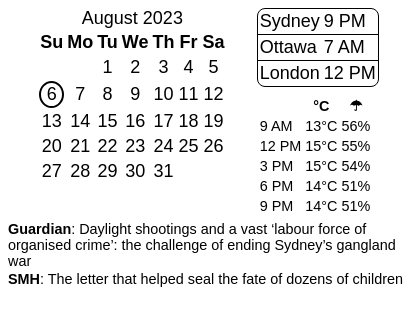 August 2023
Su Mo Tu We Th Fr Sa
1 2 3 4 5
6 7 8 9 10 11 12
13 14 15 16 17 18 19
20 21 22 23 24 25 26
27 28 29 30 31
Sydney 9 PM
Ottawa 7 AM
London 12 PM
°C ☂
9 AM 13°C 56%
12 PM 15°C 55%
3 PM 15°C 54%
6 PM 14°C 51%
9 PM 14°C 51%
Guardian: Daylight shootings and a vast ‘labour force of
organised crime’: the challenge of ending Sydney’s gangland
war
SMH: The letter that helped seal the fate of dozens of children